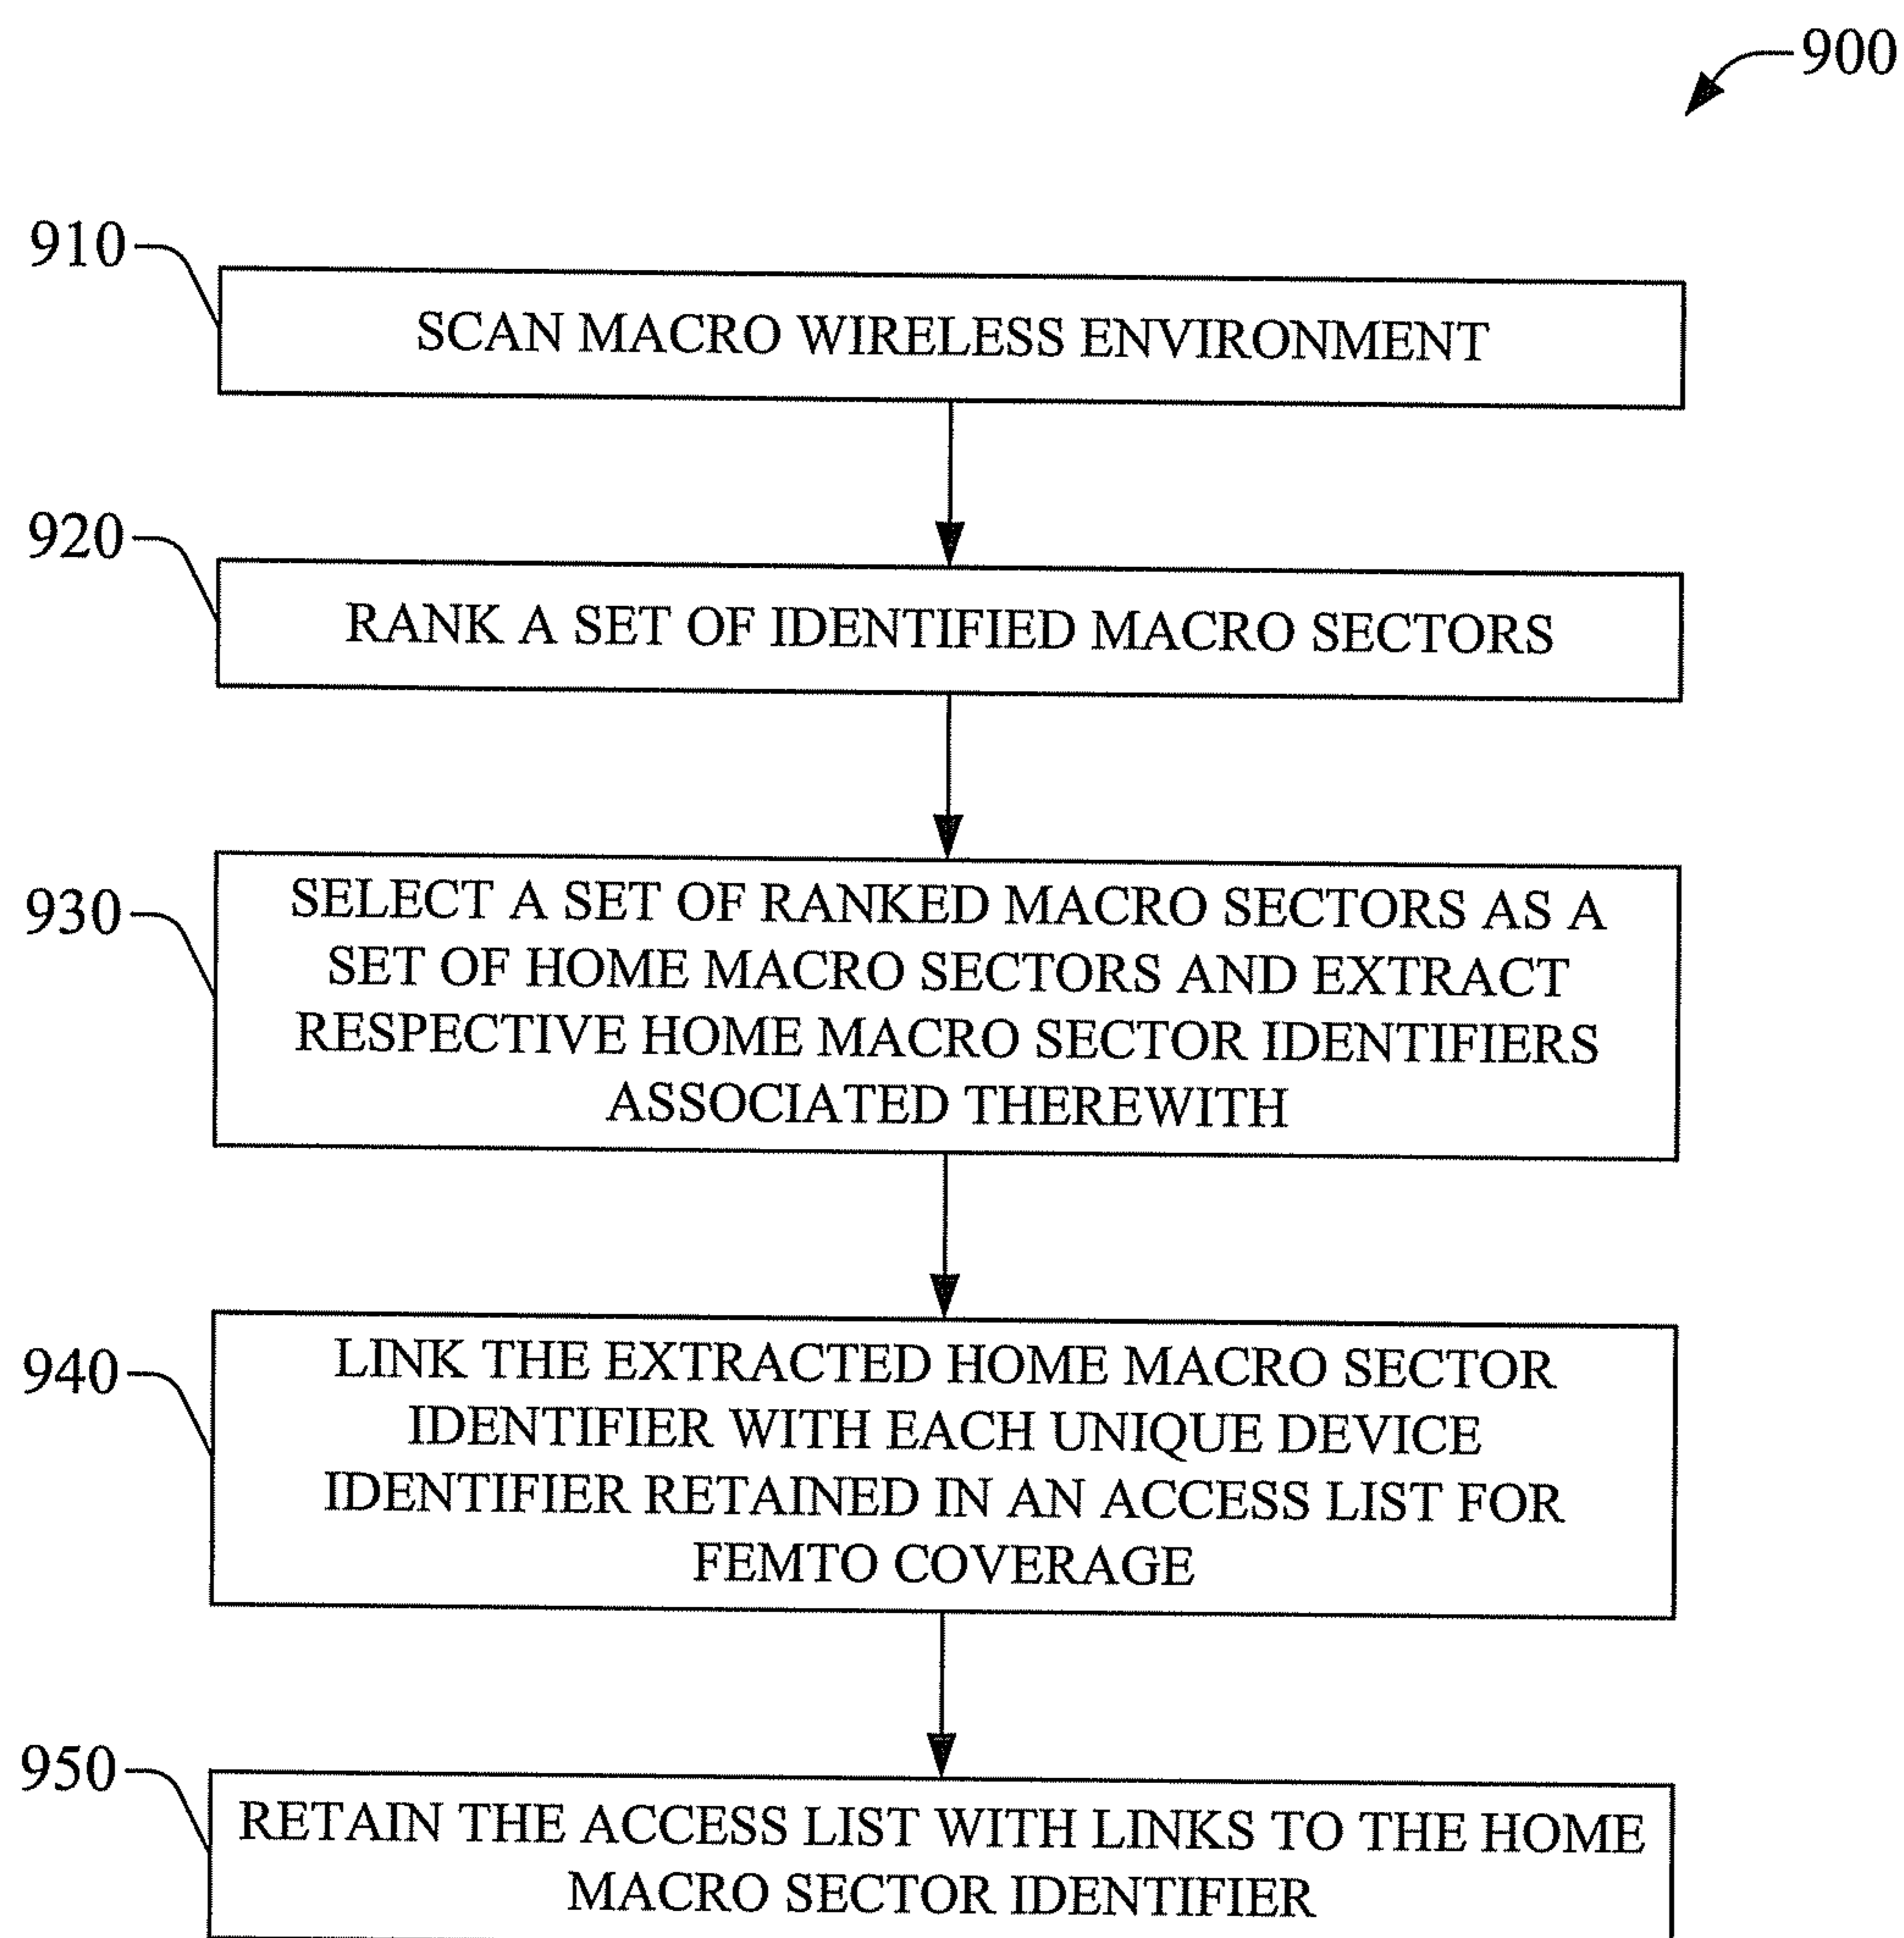 900
910
SCAN MACRO WIRELESS ENVIRONMENT
920
RANK A SET OF IDENTIFIED MACRO SECTORS
930
SELECT A SET OF RANKED MACRO SECTORS AS A
SET OF HOME MACRO SECTORS AND EXTRACT
RESPECTIVE HOME MACRO SECTOR IDENTIFIERS
ASSOCIATED THEREWITH
940
LINK THE EXTRACTED HOME MACRO SECTOR
IDENTIFIER WITH EACH UNIQUE DEVICE
IDENTIFIER RETAINED IN AN ACCESS LIST FOR
FEMTO COVERAGE
950
RETAIN THE ACCESS LIST WITH LINKS TO THE HOME
MACRO SECTOR IDENTIFIER